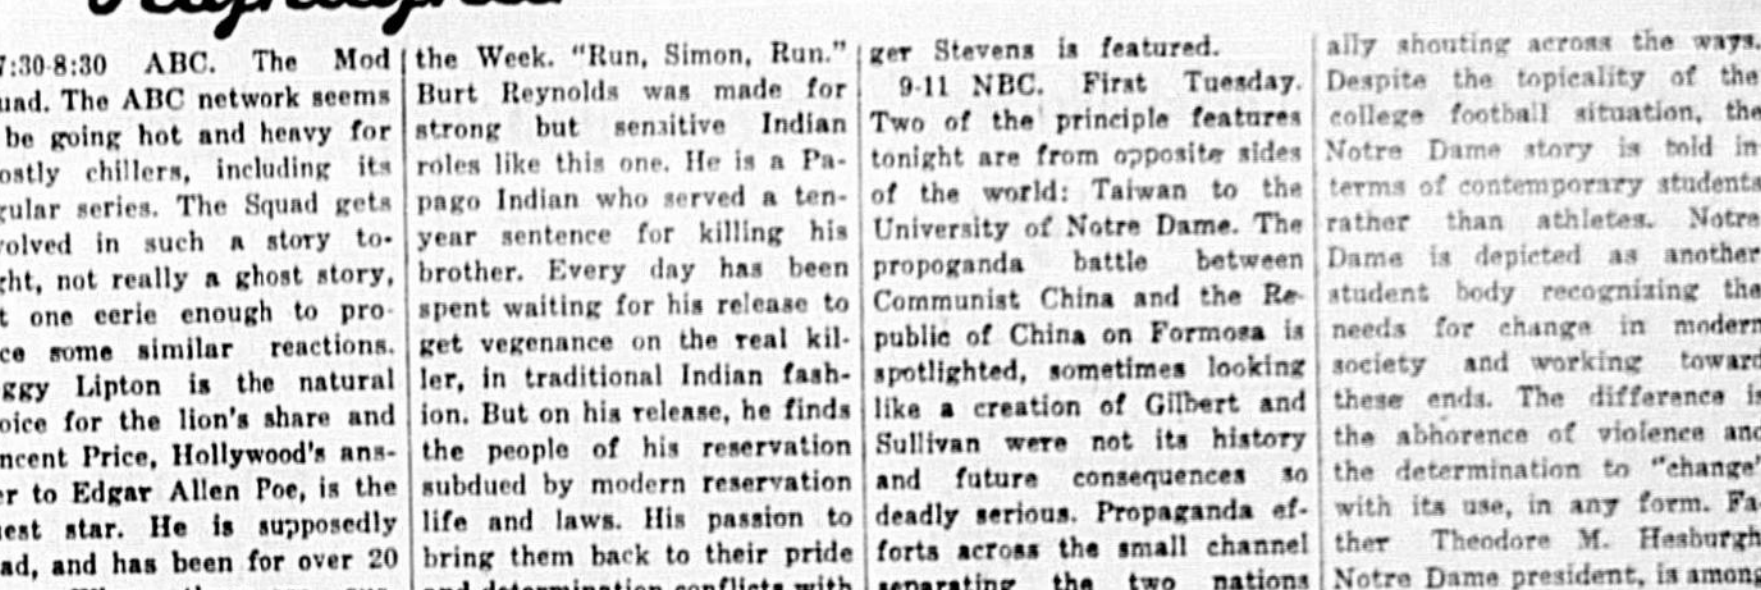 7:30-8:30 ABC. The Mod
uad. The ABC network seems
be going hot and heavy for
ostly chillers, including its
gular series. The Squad gets
volved in such a story to-
ght, not really a ghost story,
t one eerie enough to pro-
ce some similar reactions.
ggy Lipton is the natural
oice for the lion's share and
ncent Price, Hollywood's ans-
er to Edgar Allen Poe, is the
est star. He is supposedly
ad, and has been for over 20
the Week. "Run, Simon, Run."
Burt Reynolds was made for
strong but sensitive Indian
roles like this one. He is a Pa-
pago Indian who served a ten-
year sentence for killing his
brother. Every day has been
spent waiting for his release to
get vegenance on the real kil-
ler, in traditional Indian fash-
ion. But on his release, he finds
the people of his reservation
subdued by modern reservation
life and laws. His passion to
bring them back to their pride
and determination conflicts with
ger Stevens is featured.
9-11 NBC. First Tuesday.
Two of the principle features
tonight are from opposite sides
of the world: Taiwan to the
University of Notre Dame. The
propoganda battle between
Communist China and the Re-
public of China on Formosa is
spotlighted, sometimes looking
like a creation of Gilbert and
Sullivan were not its history
and future consequences so
deadly serious. Propaganda ef-
forts across the small channel
separating the two nations
ally shouting across the ways.
Despite the topicality of the
college football situation, the
Notre Dame story is told in
terms of contemporary students
rather than athletes. Notre
Dame is depicted as another
student body recognizing the
needs for change in modern
society and working toward
these ends. The difference is
the abhorence of violence and
the determination to "change"
with its use, in any form. Fa-
ther Theodore M. Hesburgh
Notre Dame president, is among